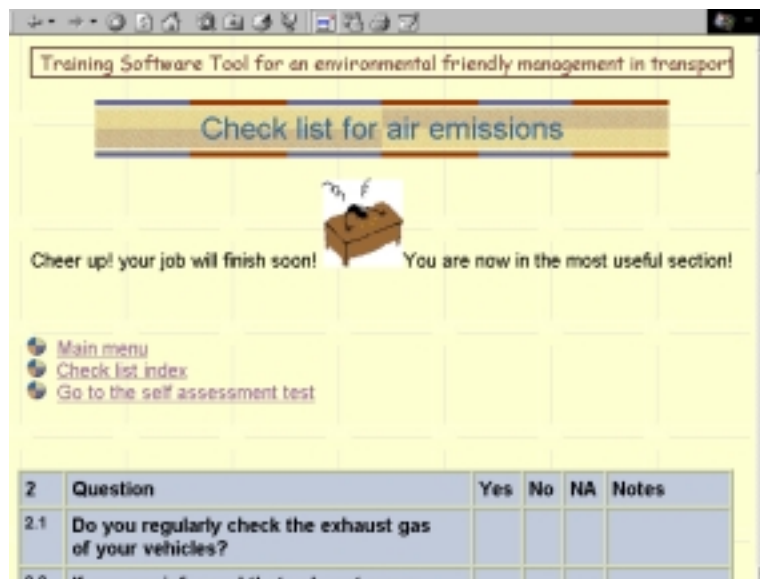 Training Software Tool for an environmental friendly management in transport
Check list for air emissions
Cheer up! your job will finish soon! You are now in the most useful section!
Main menu
Check list index
Go to the self assessment test
2 Question Yes No NA Notes
2.1 Do you regularly check the exhaust gas
of your vehicles?